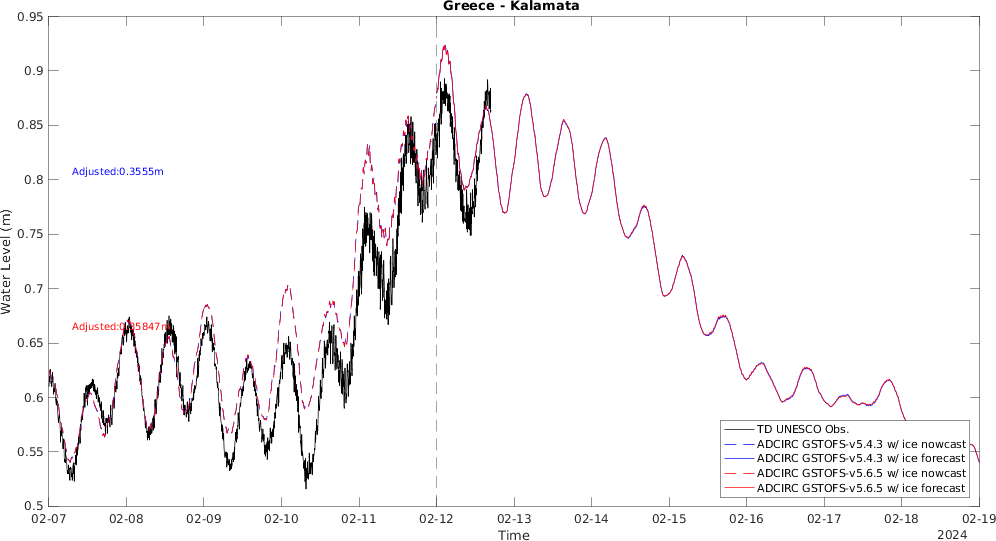 Greece - Kalamata
0.95
0.9
0.85
0.8
0.75
0.7
0.65
0.6
0.55
0.5
Water Level (m)
Adjusted:0.3555m
Adjusted:0.35847m
TD UNESCO Obs.
ADCIRC GSTOFS-v5.4.3 w/ ice nowcast
ADCIRC GSTOFS-v5.4.3 w/ ice forecast
ADCIRC GSTOFS-v5.6.5 w/ ice nowcast
ADCIRC GSTOFS-v5.6.5 w/ ice forecast
02-07 02-08 02-09 02-10 02-11 02-12 02-13 02-14 02-15 02-16 02-17 02-18 02-19
Time
2024